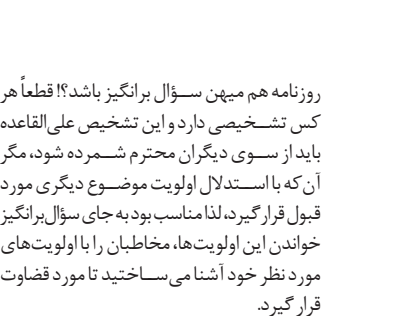 روزنامه هم میهن سؤال برانگیز باشد؟! قطعاً هر
کس تشخیصی دارد و این تشخیص علی‌القاعده
باید از سوی دیگران محترم شمرده شود، مگر
آن‌که با استدلال اولویت موضوع دیگری مورد
قبول قرار گیرد، لذا مناسب بود به جای سؤال‌برانگیز
خواندن این اولویت‌ها، مخاطبان را با اولویت‌های
مورد نظر خود آشنا می‌ساختید تا مورد قضاوت
قرار گیرد.